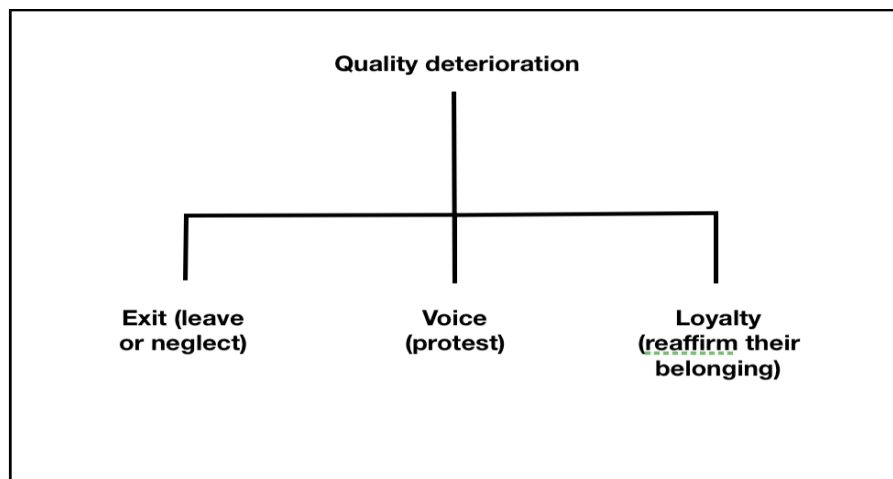 Quality deterioration
Exit (leave
or neglect)
Voice
(protest)
Loyalty
(reaffirm their
belonging)